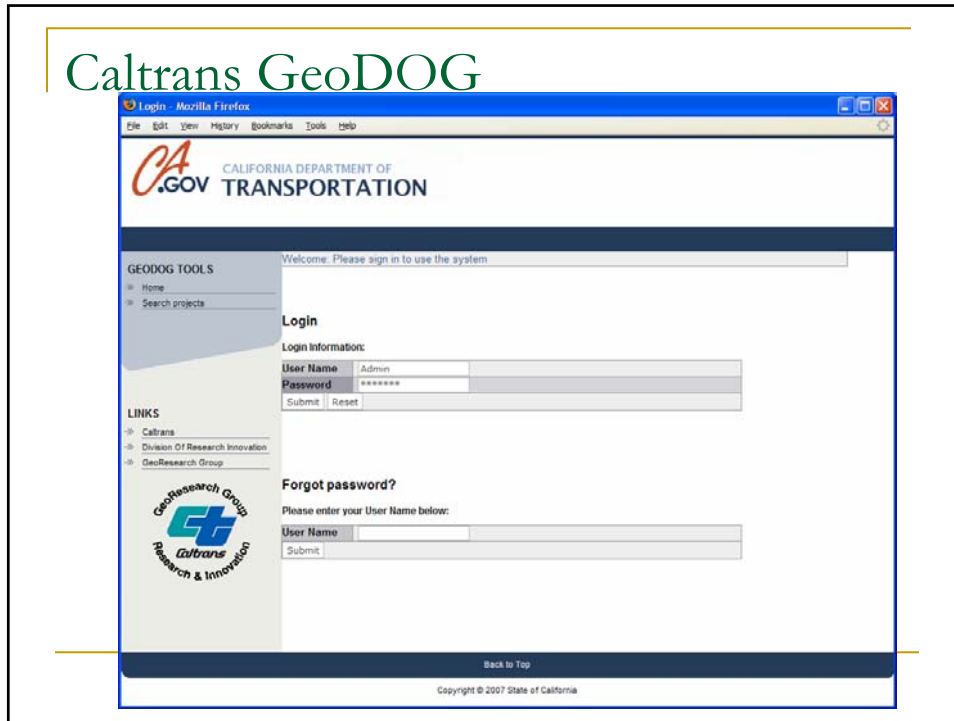 Caltrans GeoDOG
Login - Mozilla Firefox
File Edit View History Bookmarks Tools Help
CA
.GOV
CALIFORNIA DEPARTMENT OF
TRANSPORTATION
GEODOG TOOLS
Home
Search projects
LINKS
Caltrans
Division Of Research Innovation
GeoResearch Group
GeoResearch Group
Caltrans
Research & Innovation
Welcome: Please sign in to use the system
Login
Login Information:
User Name Admin
Password *******
Submit Reset
Forgot password?
Please enter your User Name below:
User Name
Submit
Back to Top
Copyright © 2007 State of California